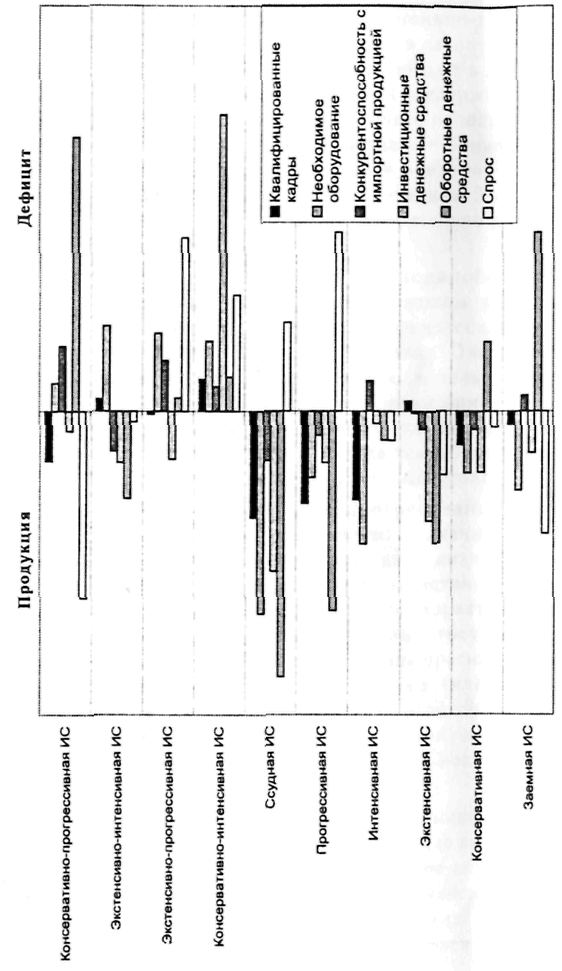 Продукция
Дефицит
Консервативно-прогрессивная ИС
Экстенсивно-интенсивная ИС
Экстенсивно-прогрессивная ИС
Консервативно-интенсивная ИС
Ссудная ИС
Прогрессивная ИС
Интенсивная ИС
Экстенсивная ИС
Консервативная ИС
Заемная ИС
Квалифицированные
кадры
Необходимое
оборудование
Конкурентоспособность с
импортной продукцией
Инвестиционные
денежные средства
Оборотные денежные
средства
Спрос